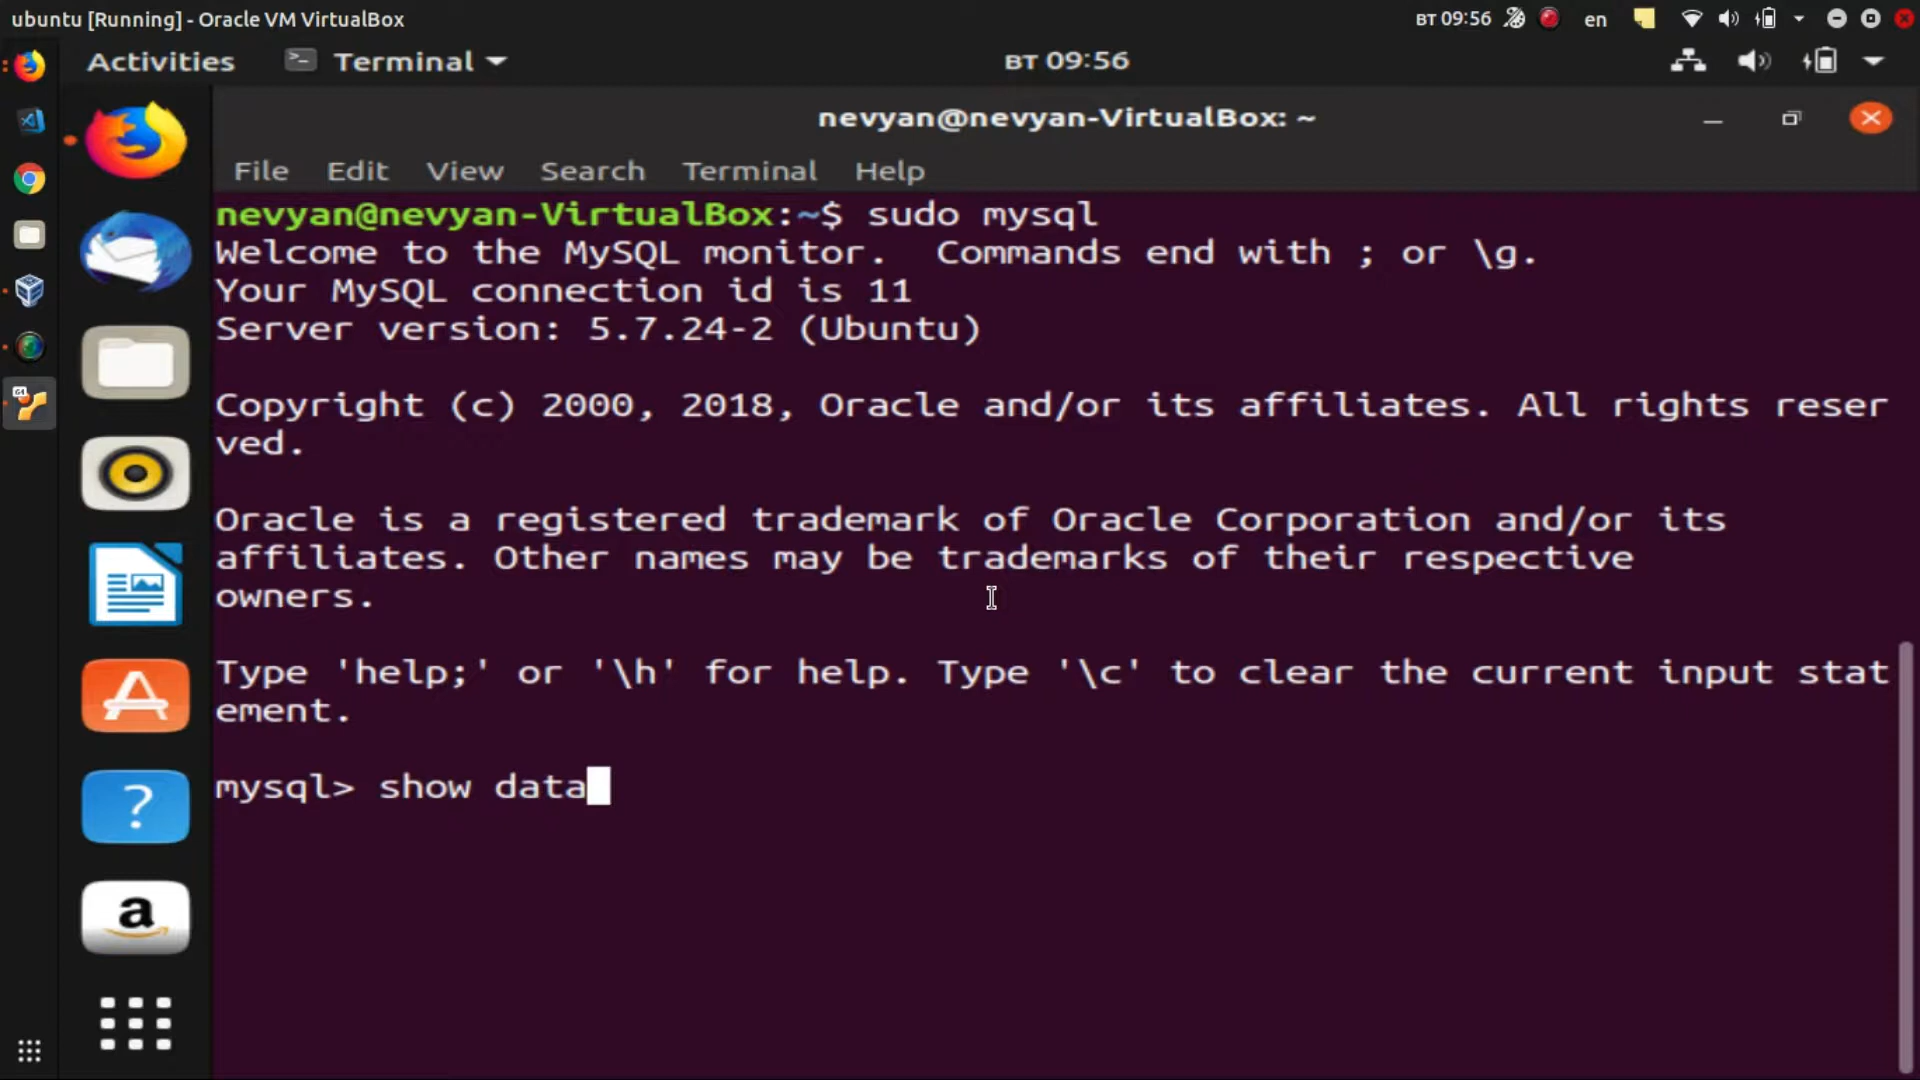 ubuntu [Running] - Oracle VM VirtualBox
вт 09:56
en
Activities
Terminal
вт 09:56
nevyan@nevyan-VirtualBox: ~
File Edit View Search Terminal Help
nevyan@nevyan-VirtualBox:~$ sudo mysql
Welcome to the MySQL monitor.  Commands end with ; or \g.
Your MySQL connection id is 11
Server version: 5.7.24-2 (Ubuntu)
Copyright (c) 2000, 2018, Oracle and/or its affiliates. All rights reser
ved.
Oracle is a registered trademark of Oracle Corporation and/or its
affiliates. Other names may be trademarks of their respective
owners.
Type 'help;' or '\h' for help. Type '\c' to clear the current input stat
ement.
mysql> show data